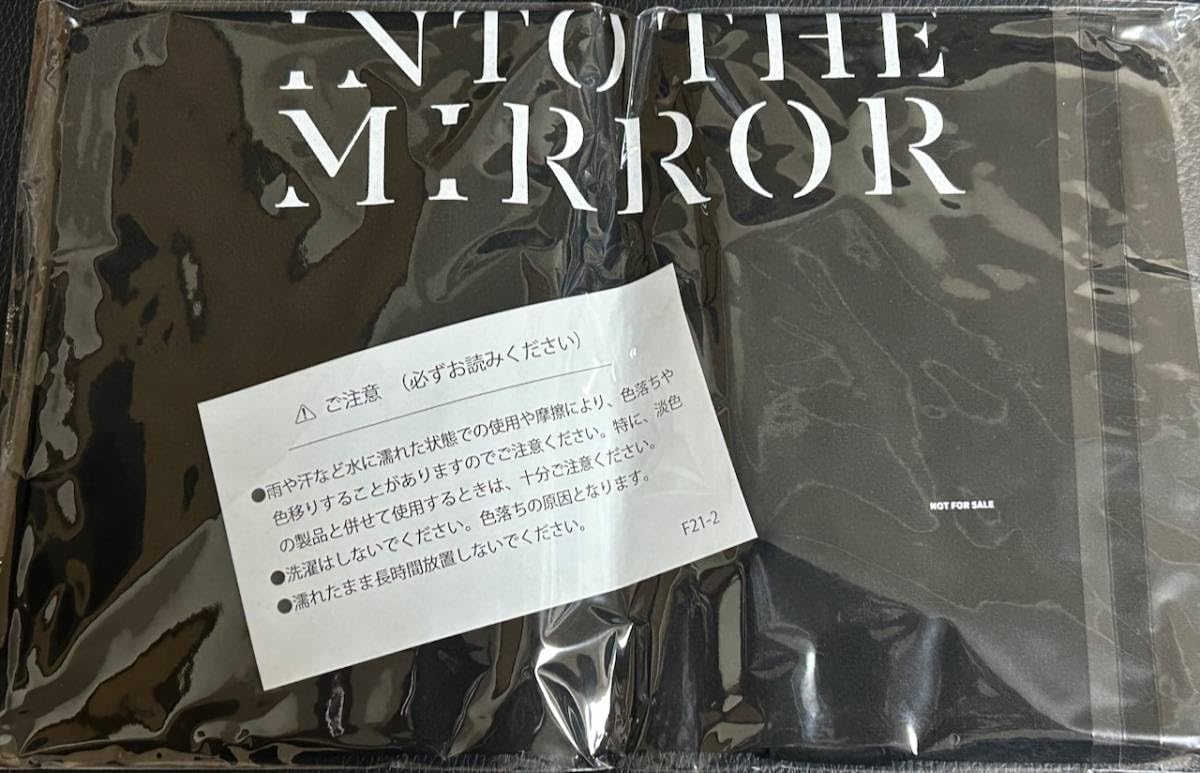 INTO THE
MIRROR
⚠ ご注意 （必ずお読みください）
●雨や汗など水に濡れた状態での使用や摩擦により、色落ちや
色移りすることがありますのでご注意ください。特に、淡色
の製品と併せて使用するときは、十分ご注意ください。
●洗濯はしないでください。色落ちの原因となります。
●濡れたまま長時間放置しないでください。
F21-2
NOT FOR SALE